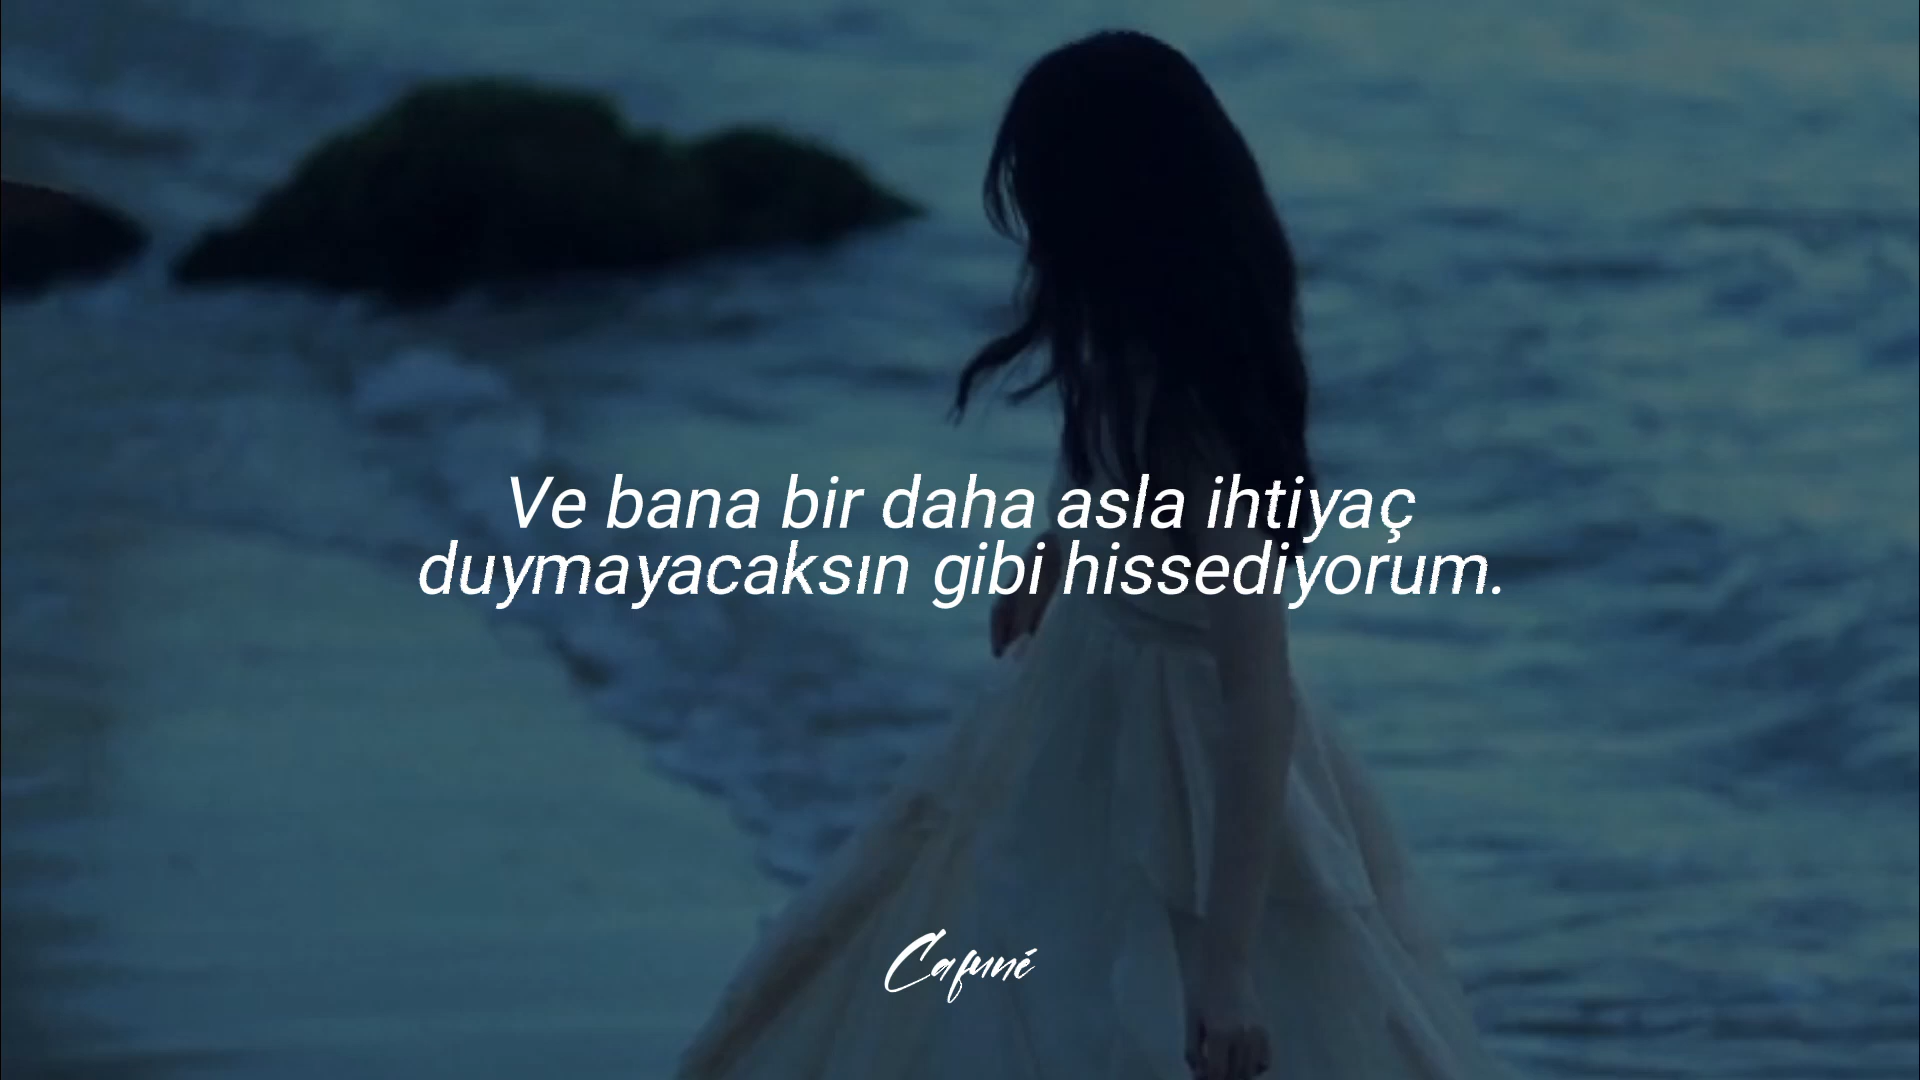 Ve bana bir daha asla ihtiyaç
duymayacaksın gibi hissediyorum.
Cafuné